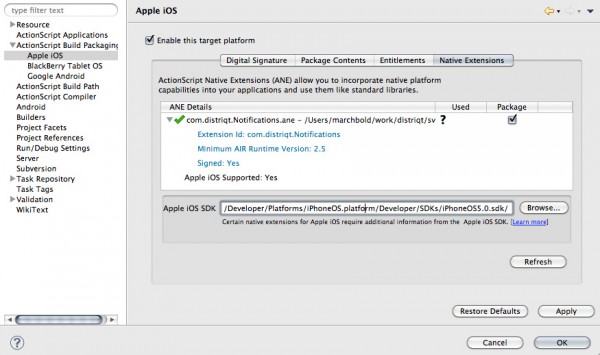 type filter text
Resource
ActionScript Applications
ActionScript Build Packaging
Apple iOS
BlackBerry Tablet OS
Google Android
ActionScript Build Path
ActionScript Compiler
Android
Builders
Project Facets
Project References
Run/Debug Settings
Server
Subversion
Task Repository
Task Tags
Validation
WikiText
Apple iOS
Enable this target platform
Digital Signature
Package Contents
Entitlements
Native Extensions
ActionScript Native Extensions (ANE) allow you to incorporate native platform
capabilities into your applications and use them like standard libraries.
ANE Details
Used
Package
com.distriqt.Notifications.ane - /Users/marchbold/work/distriqt/sv
?
Extension Id: com.distriqt.Notifications
Minimum AIR Runtime Version: 2.5
Signed: Yes
Apple iOS Supported: Yes
Apple iOS SDK
/Developer/Platforms/iPhoneOS.platform/Developer/SDKs/iPhoneOS5.0.sdk/
Browse...
Certain native extensions for Apple iOS require additional information from the Apple iOS SDK. [Learn more]
Refresh
Restore Defaults
Apply
?
Cancel
OK